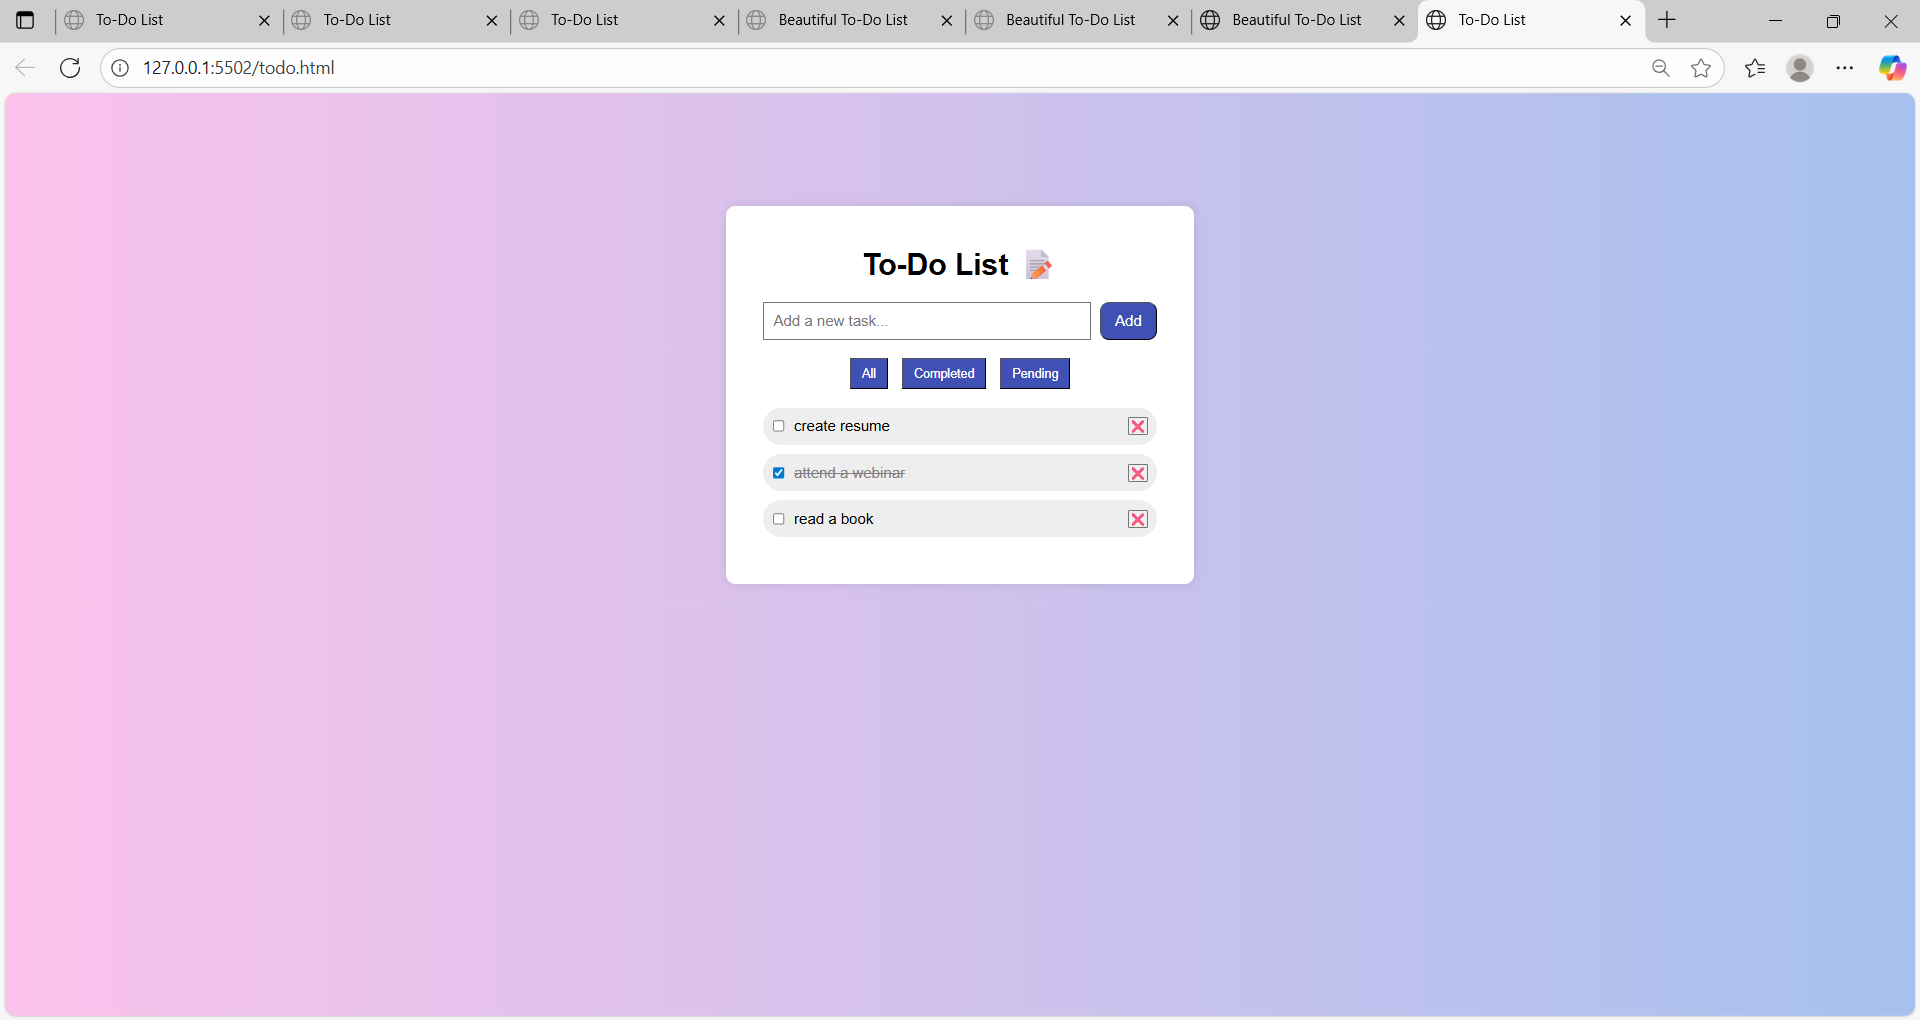 To-Do List To-Do List To-Do List Beautiful To-Do List Beautiful To-Do List Beautiful To-Do List To-Do List
127.0.0.1:5502/todo.html
To-Do List
Add a new task... Add
All Completed Pending
create resume
attend a webinar
read a book